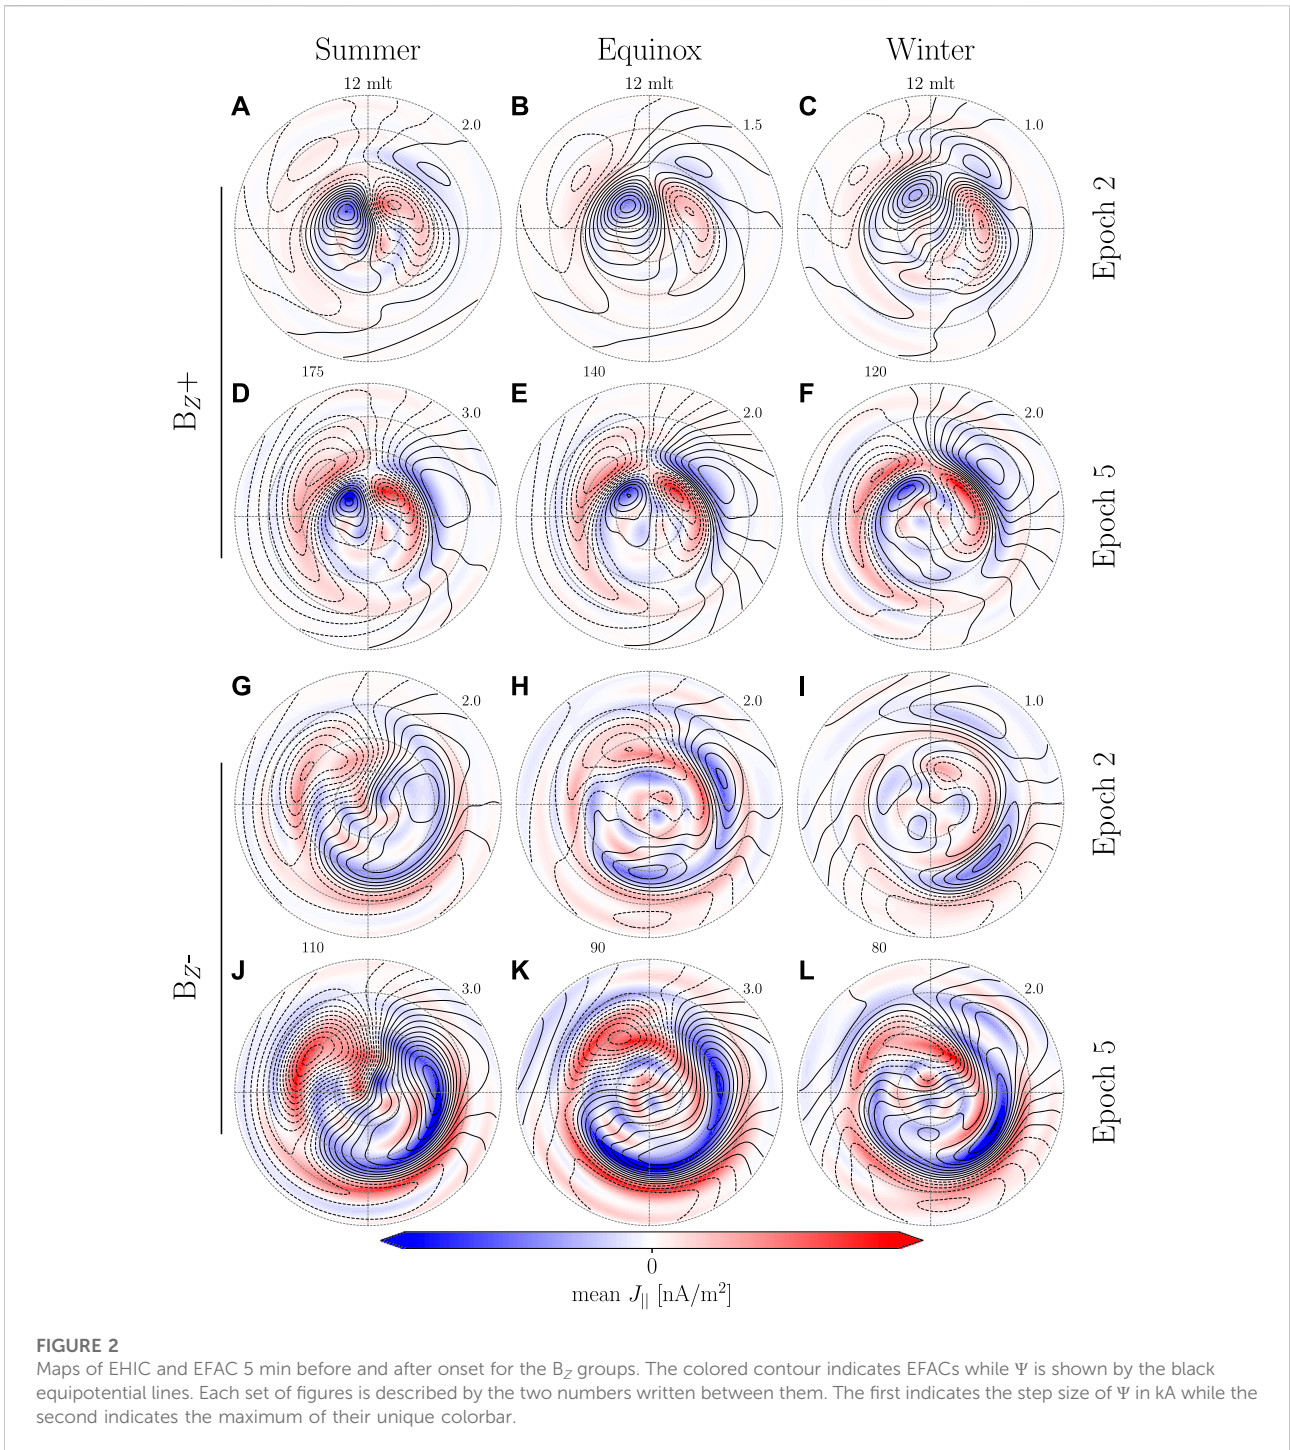 Summer
Equinox
Winter
12 mlt
12 mlt
12 mlt
A
2.0
B
1.5
C
1.0
Epoch 2
B_Z+
175
140
120
D
3.0
E
2.0
F
2.0
Epoch 5
G
2.0
H
2.0
I
1.0
Epoch 2
B_Z-
110
90
80
J
3.0
K
3.0
L
2.0
Epoch 5
0
mean J_|| [nA/m²]
FIGURE 2
Maps of EHIC and EFAC 5 min before and after onset for the B_Z groups. The colored contour indicates EFACs while Ψ is shown by the black
equipotential lines. Each set of figures is described by the two numbers written between them. The first indicates the step size of Ψ in kA while the
second indicates the maximum of their unique colorbar.